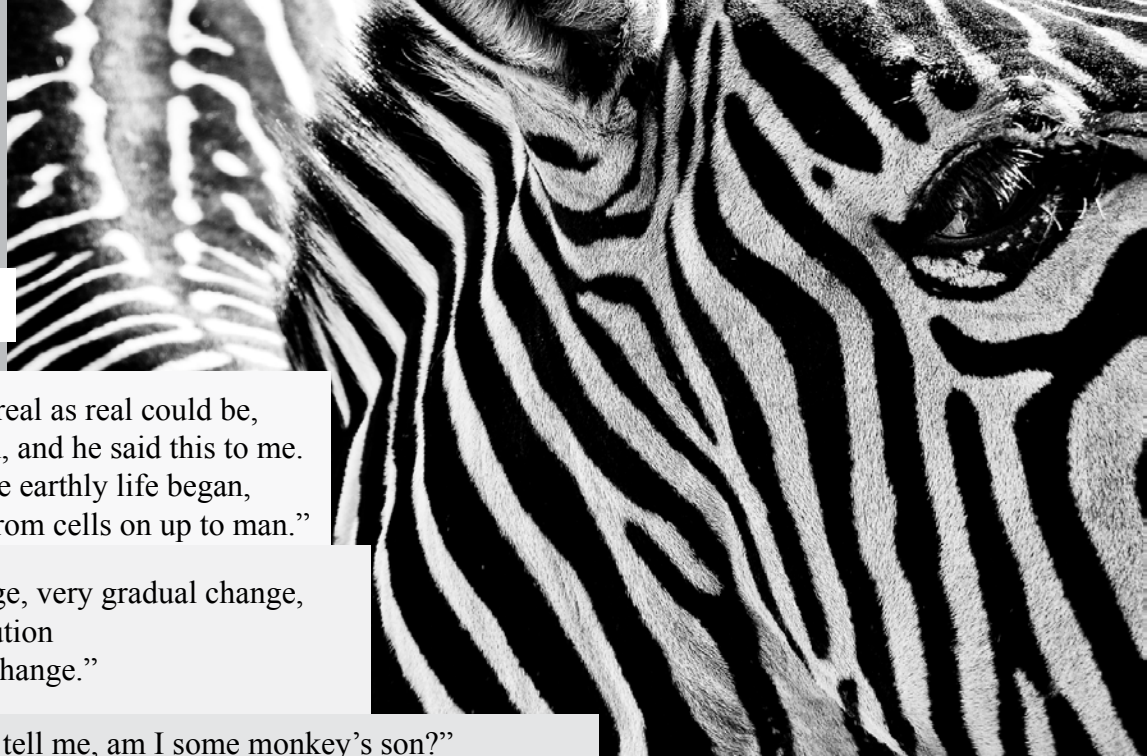 real as real could be,
, and he said this to me.
e earthly life began,
rom cells on up to man.”
ge, very gradual change,
ution
hange.”
tell me, am I some monkey’s son?”